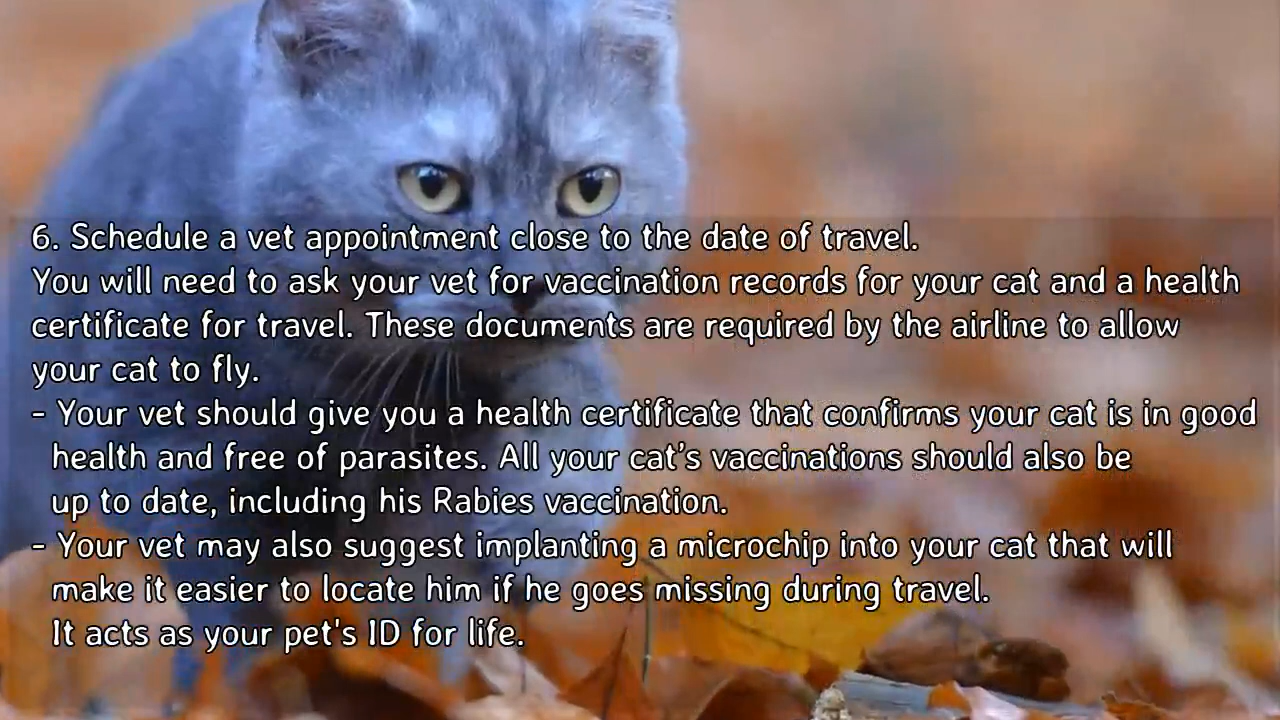 6. Schedule a vet appointment close to the date of travel.
You will need to ask your vet for vaccination records for your cat and a health
certificate for travel. These documents are required by the airline to allow
your cat to fly.
- Your vet should give you a health certificate that confirms your cat is in good
health and free of parasites. All your cat's vaccinations should also be
up to date, including his Rabies vaccination.
- Your vet may also suggest implanting a microchip into your cat that will
make it easier to locate him if he goes missing during travel.
It acts as your pet's ID for life.